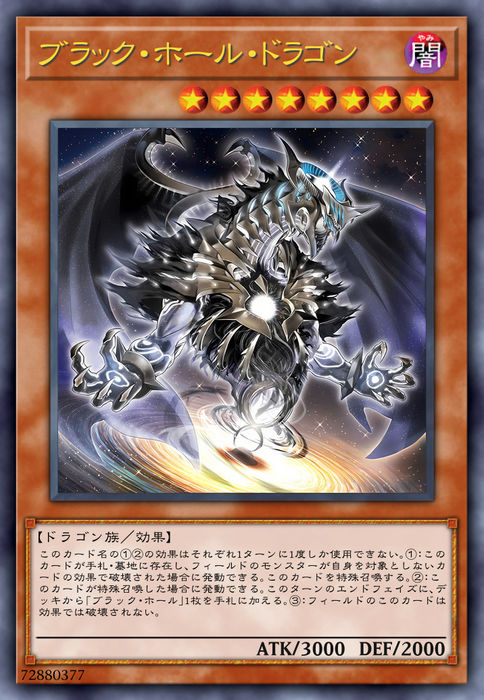 ブラック・ホール・ドラゴン
やみ
闇
【ドラゴン族／効果】
このカード名の①②の効果はそれぞれ1ターンに1度しか使用できない。①：この
カードが手札・墓地に存在し、フィールドのモンスターが自身を対象としない
カードの効果で破壊された場合に発動できる。このカードを特殊召喚する。②：こ
のカードが特殊召喚した場合に発動できる。このターンのエンドフェイズに、デ
ッキから「ブラック・ホール」1枚を手札に加える。③：フィールドのこのカードは
効果では破壊されない。
ATK/3000 DEF/2000
72880377